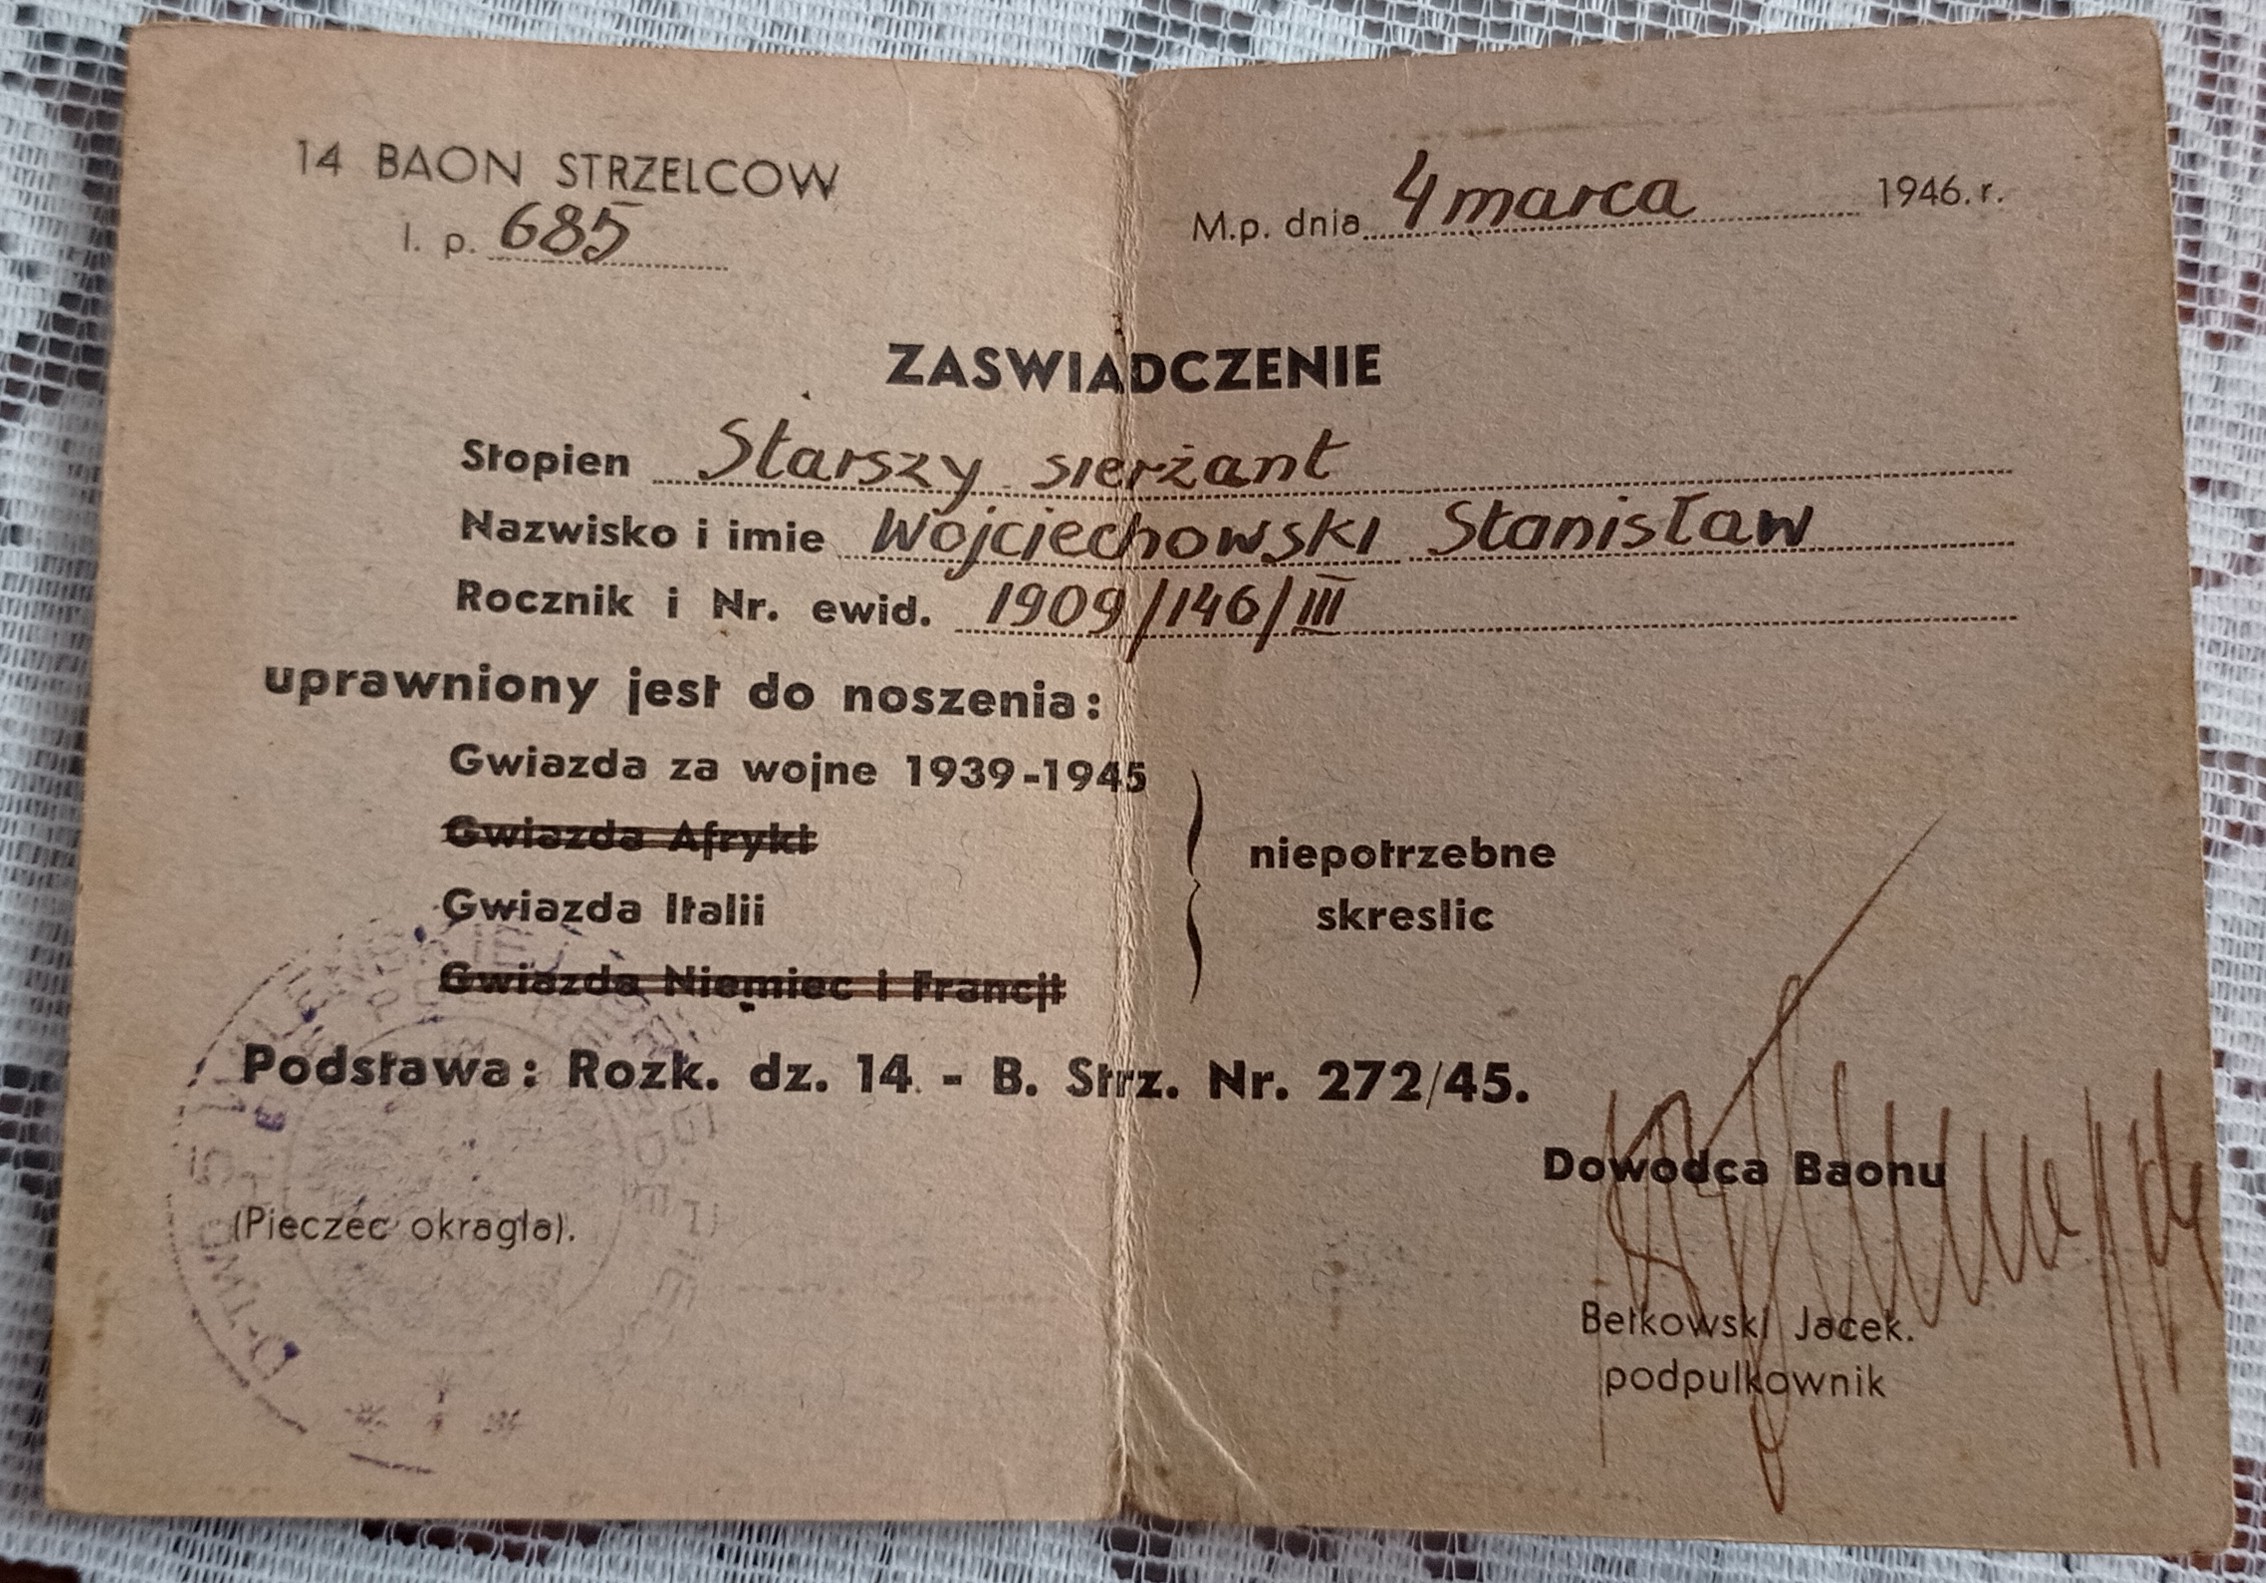 14 BAON STRZELCOW
l. p. 685
M.p. dnia 4 marca 1946. r.
ZASWIADCZENIE
Stopien Starszy sierżant
Nazwisko i imie Wojciechowski Stanisław
Rocznik i Nr. ewid. 1909/146/III
uprawniony jest do noszenia:
Gwiazda za wojne 1939-1945
Gwiazda Afryki
Gwiazda Italii
Gwiazda Niemiec i Francji
niepotrzebne
skreslic
Podstawa: Rozk. dz. 14 - B. Strz. Nr. 272/45.
Dowodca Baonu
(Pieczec okragla).
Betkowski Jacek.
podpulkownik